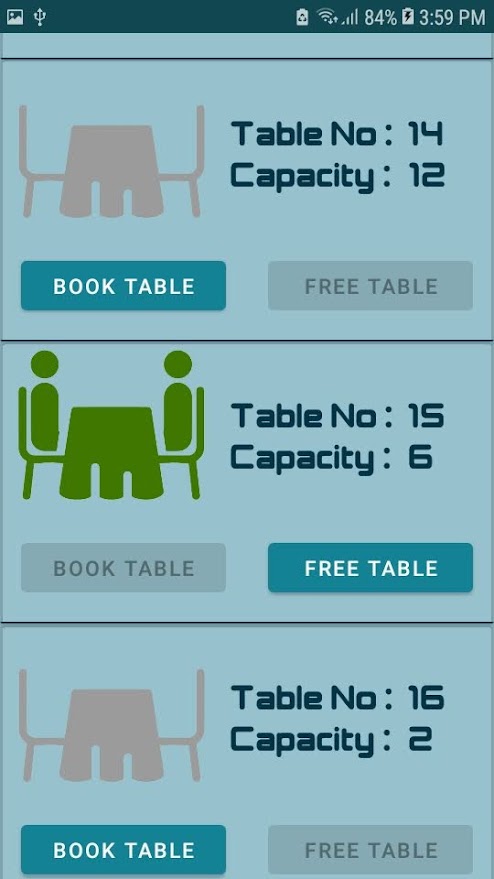 84% 3:59 PM
Table No : 14
Capacity : 12
BOOK TABLE FREE TABLE
Table No : 15
Capacity : 6
BOOK TABLE FREE TABLE
Table No : 16
Capacity : 2
BOOK TABLE FREE TABLE